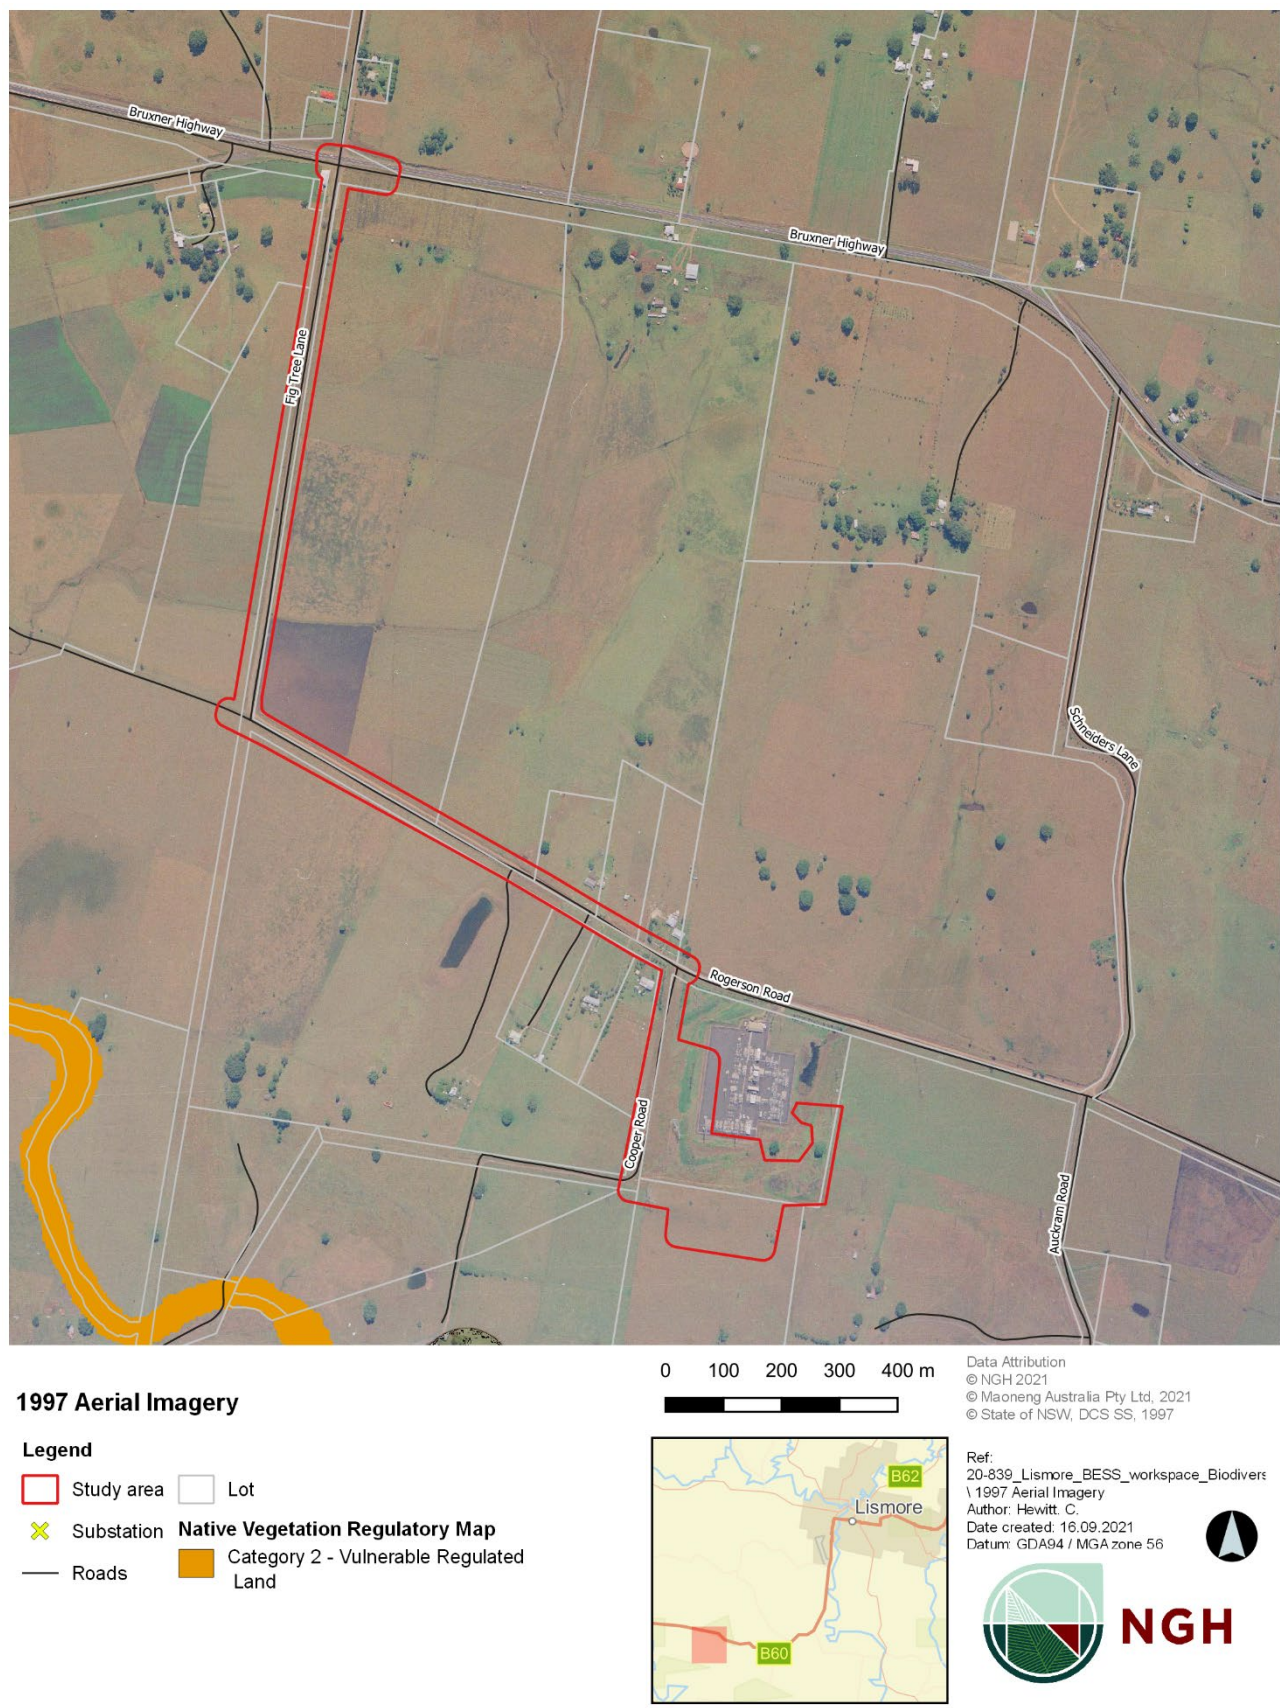 Bruxner Highway
Bruxner Highway
Fig Tree Lane
Schneiders Lane
Rogerson Road
Cooper Road
Auckram Road
1997 Aerial Imagery
Legend
Study area
Lot
Substation
Native Vegetation Regulatory Map
Roads
Category 2 - Vulnerable Regulated
Land
0 100 200 300 400 m
B62
Lismore
B60
Data Attribution
© NGH 2021
© Maoneng Australia Pty Ltd, 2021
© State of NSW, DCS SS, 1997
Ref:
20-839_Lismore_BESS_workspace_Biodivers
\ 1997 Aerial Imagery
Author: Hewitt. C.
Date created: 16.09.2021
Datum: GDA94 / MGA zone 56
NGH